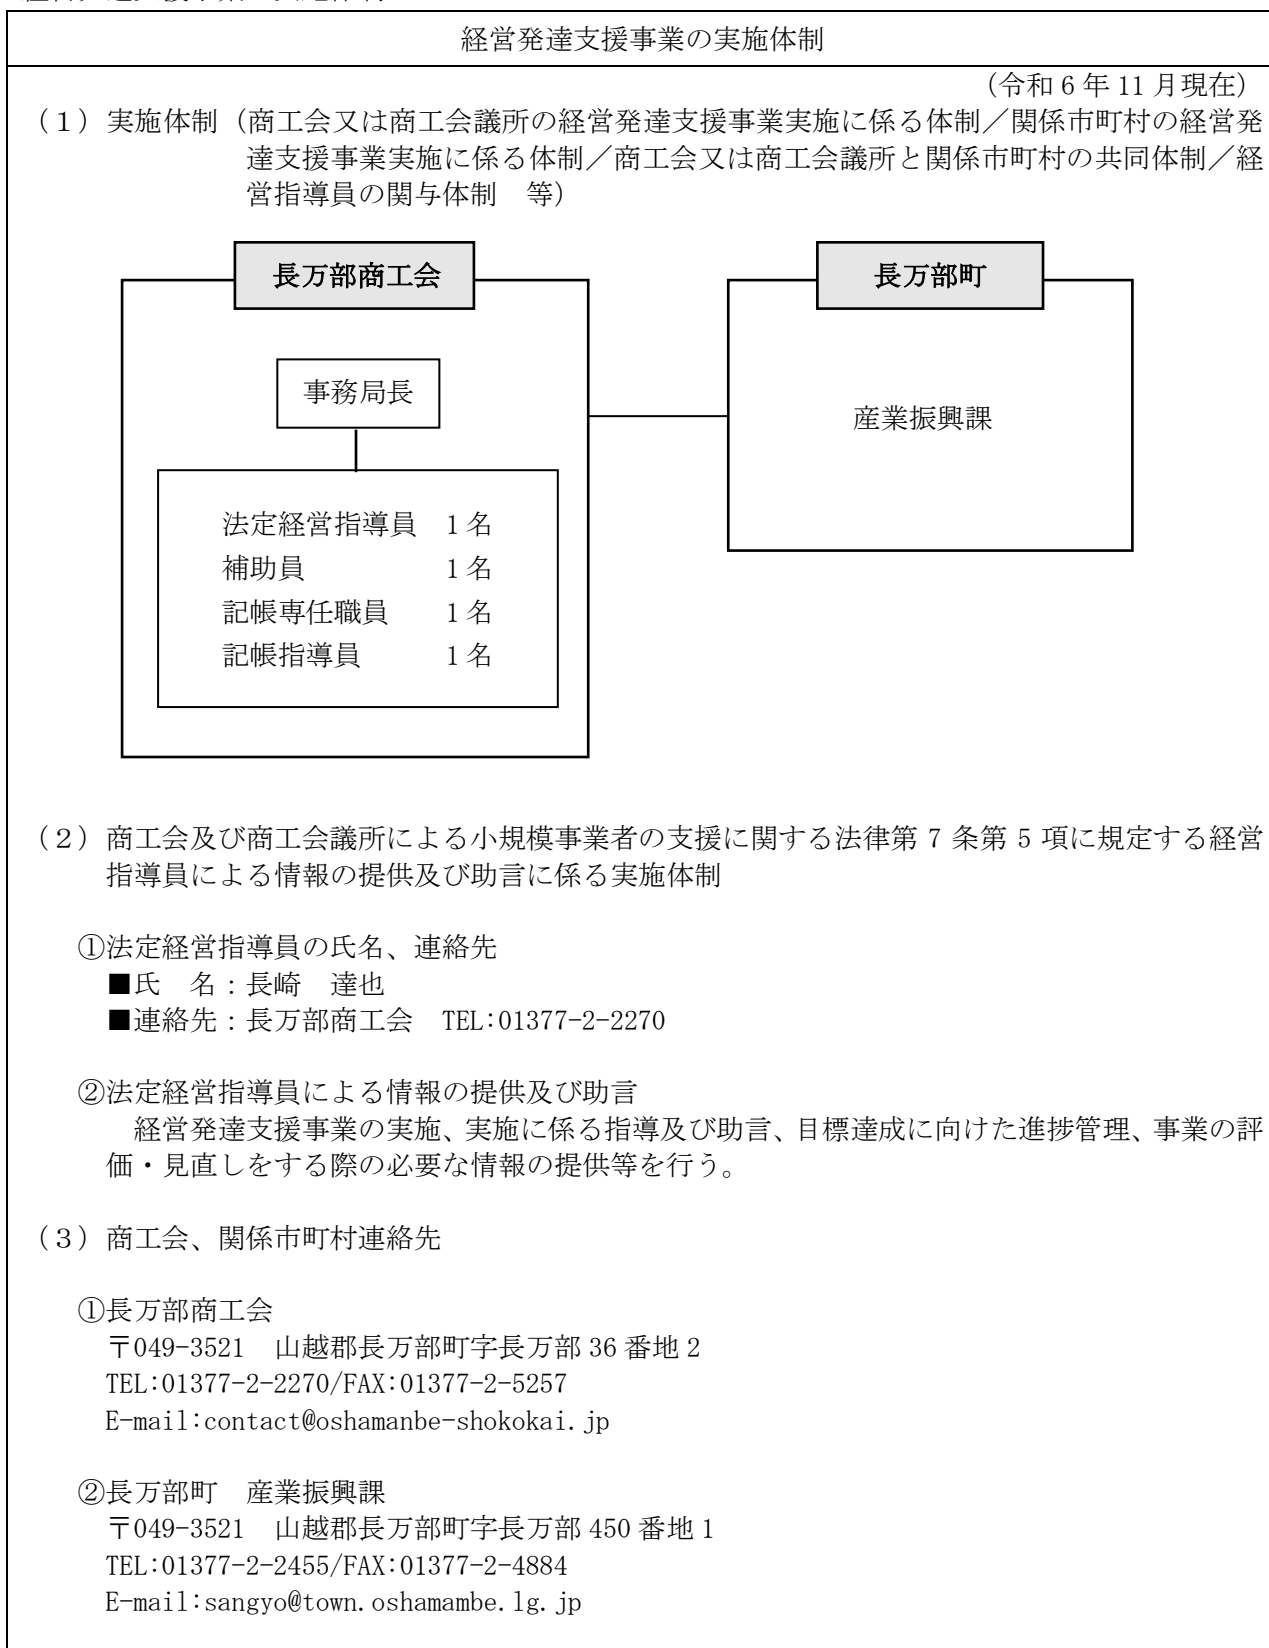 経営発達支援事業の実施体制
（令和 6 年 11 月現在）
（１）実施体制（商工会又は商工会議所の経営発達支援事業実施に係る体制／関係市町村の経営発
達支援事業実施に係る体制／商工会又は商工会議所と関係市町村の共同体制／経
営指導員の関与体制　等）
長万部商工会
長万部町
事務局長
産業振興課
法定経営指導員　1 名
補助員　1 名
記帳専任職員　1 名
記帳指導員　1 名
（２）商工会及び商工会議所による小規模事業者の支援に関する法律第 7 条第 5 項に規定する経営
指導員による情報の提供及び助言に係る実施体制
①法定経営指導員の氏名、連絡先
■氏　名：長崎　達也
■連絡先：長万部商工会　TEL:01377-2-2270
②法定経営指導員による情報の提供及び助言
経営発達支援事業の実施、実施に係る指導及び助言、目標達成に向けた進捗管理、事業の評
価・見直しをする際の必要な情報の提供等を行う。
（３）商工会、関係市町村連絡先
①長万部商工会
〒049-3521　山越郡長万部町字長万部 36 番地 2
TEL:01377-2-2270/FAX:01377-2-5257
E-mail:contact@oshamanbe-shokokai.jp
②長万部町　産業振興課
〒049-3521　山越郡長万部町字長万部 450 番地 1
TEL:01377-2-2455/FAX:01377-2-4884
E-mail:sangyo@town.oshamambe.lg.jp